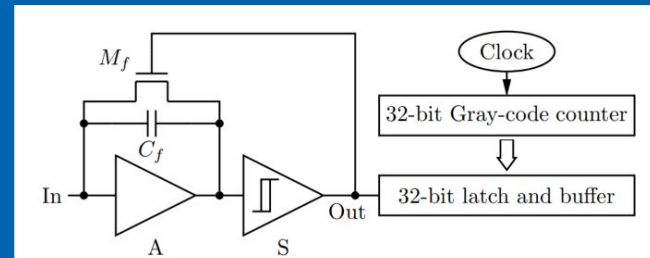 M_f
Clock
32-bit Gray-code counter
C_f
In
Out
32-bit latch and buffer
A
S